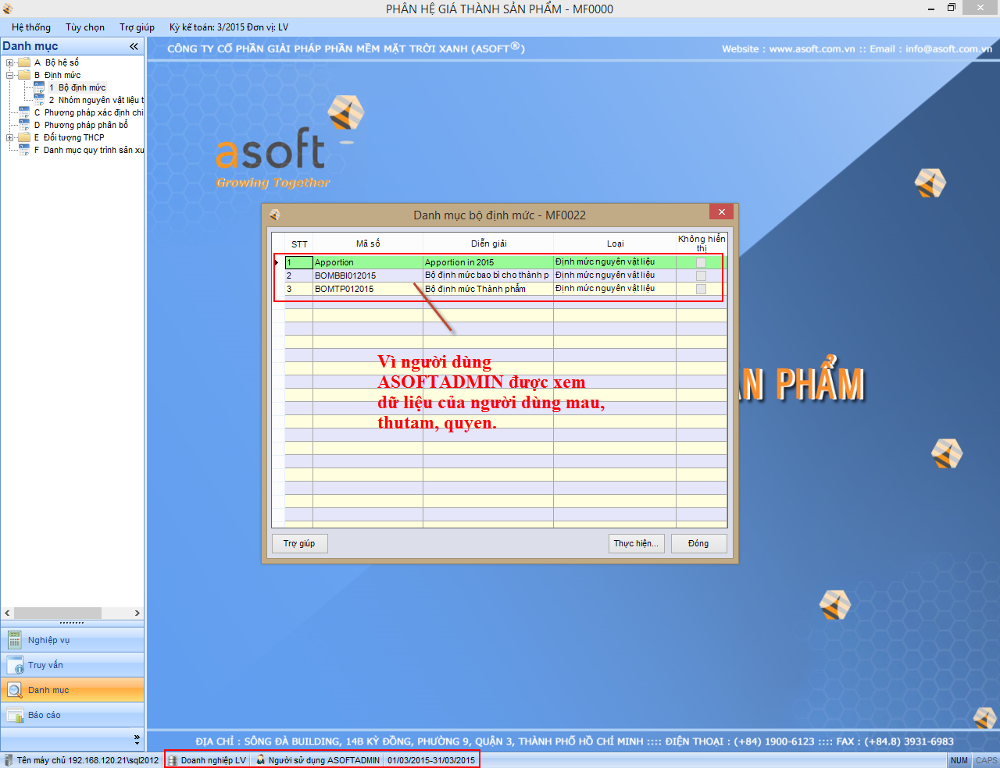 PHÂN HỆ GIÁ THÀNH SẢN PHẨM - MF0000
Hệ thống Tùy chọn Trợ giúp Kỳ kế toán: 3/2015 Đơn vị: LV
Danh mục
CÔNG TY CỔ PHẦN GIẢI PHÁP PHẦN MỀM MẶT TRỜI XANH (ASOFT®)
Website : www.asoft.com.vn :: Email : info@asoft.com.vn
A Bộ hệ số
B Định mức
1 Bộ định mức
2 Nhóm nguyên vật liệu t
C Phương pháp xác định chi
D Phương pháp phân bổ
E Đối tượng THCP
F Danh mục quy trình sản xu
asoft
Growing Together
Danh mục bộ định mức - MF0022
STT Mã số Diễn giải Loại Không hiển thị
1 Apportion Apportion in 2015 Định mức nguyên vật liệu
2 BOMBBI012015 Bộ định mức bao bì cho thành p Định mức nguyên vật liệu
3 BOMTP012015 Bộ định mức Thành phẩm Định mức nguyên vật liệu
Vì người dùng
ASOFTADMIN được xem
dữ liệu của người dùng mau,
thutam, quyen.
ẢN PHẨM
Trợ giúp Thực hiện... Đóng
Nghiệp vụ
Truy vấn
Danh mục
Báo cáo
ĐỊA CHỈ : SÔNG ĐÀ BUILDING, 14B KỲ ĐỒNG, PHƯỜNG 9, QUẬN 3, THÀNH PHỐ HỒ CHÍ MINH :::: ĐIỆN THOẠI : (+84) 1900-6123 :::: FAX : (+84.8) 3931-6983
Tên máy chủ 192.168.120.21\sql2012 Doanh nghiệp LV Người sử dụng ASOFTADMIN 01/03/2015-31/03/2015 NUM CAPS